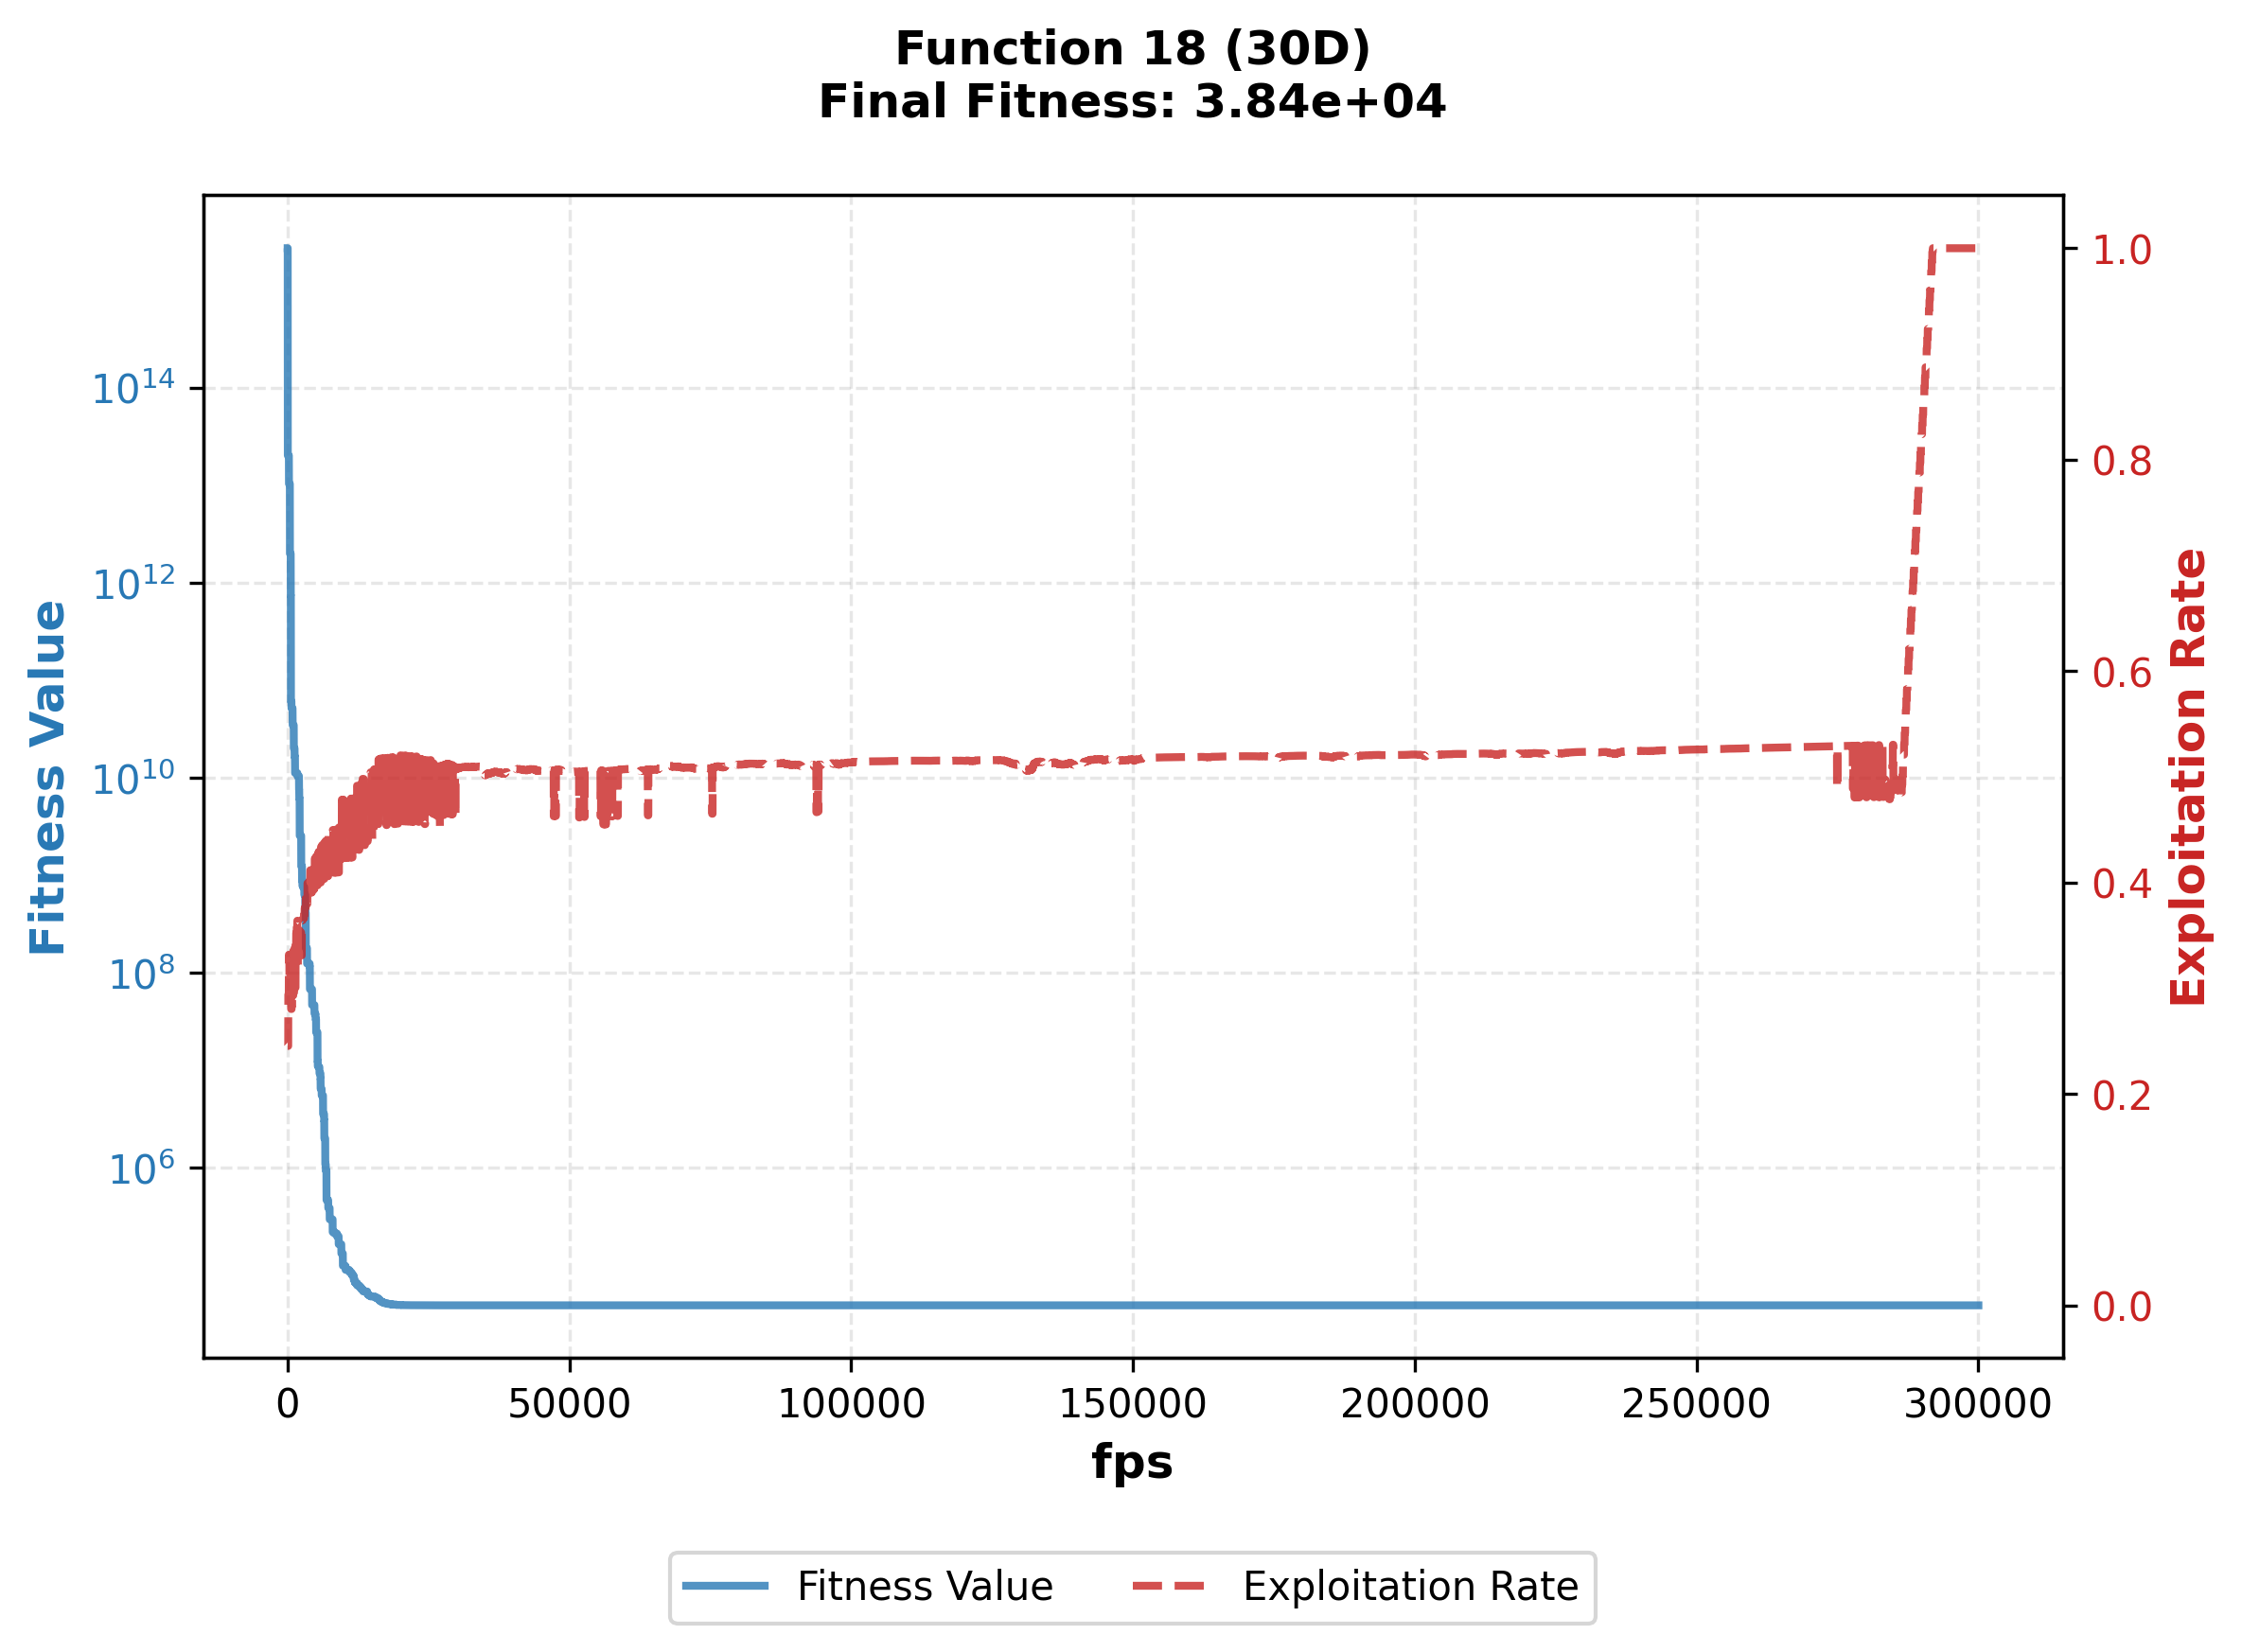 Function 18 (30D)
Final Fitness: 3.84e+04
Fitness Value
10^14
10^12
10^10
10^8
10^6
Exploitation Rate
1.0
0.8
0.6
0.4
0.2
0.0
0 50000 100000 150000 200000 250000 300000
fps
Fitness Value Exploitation Rate